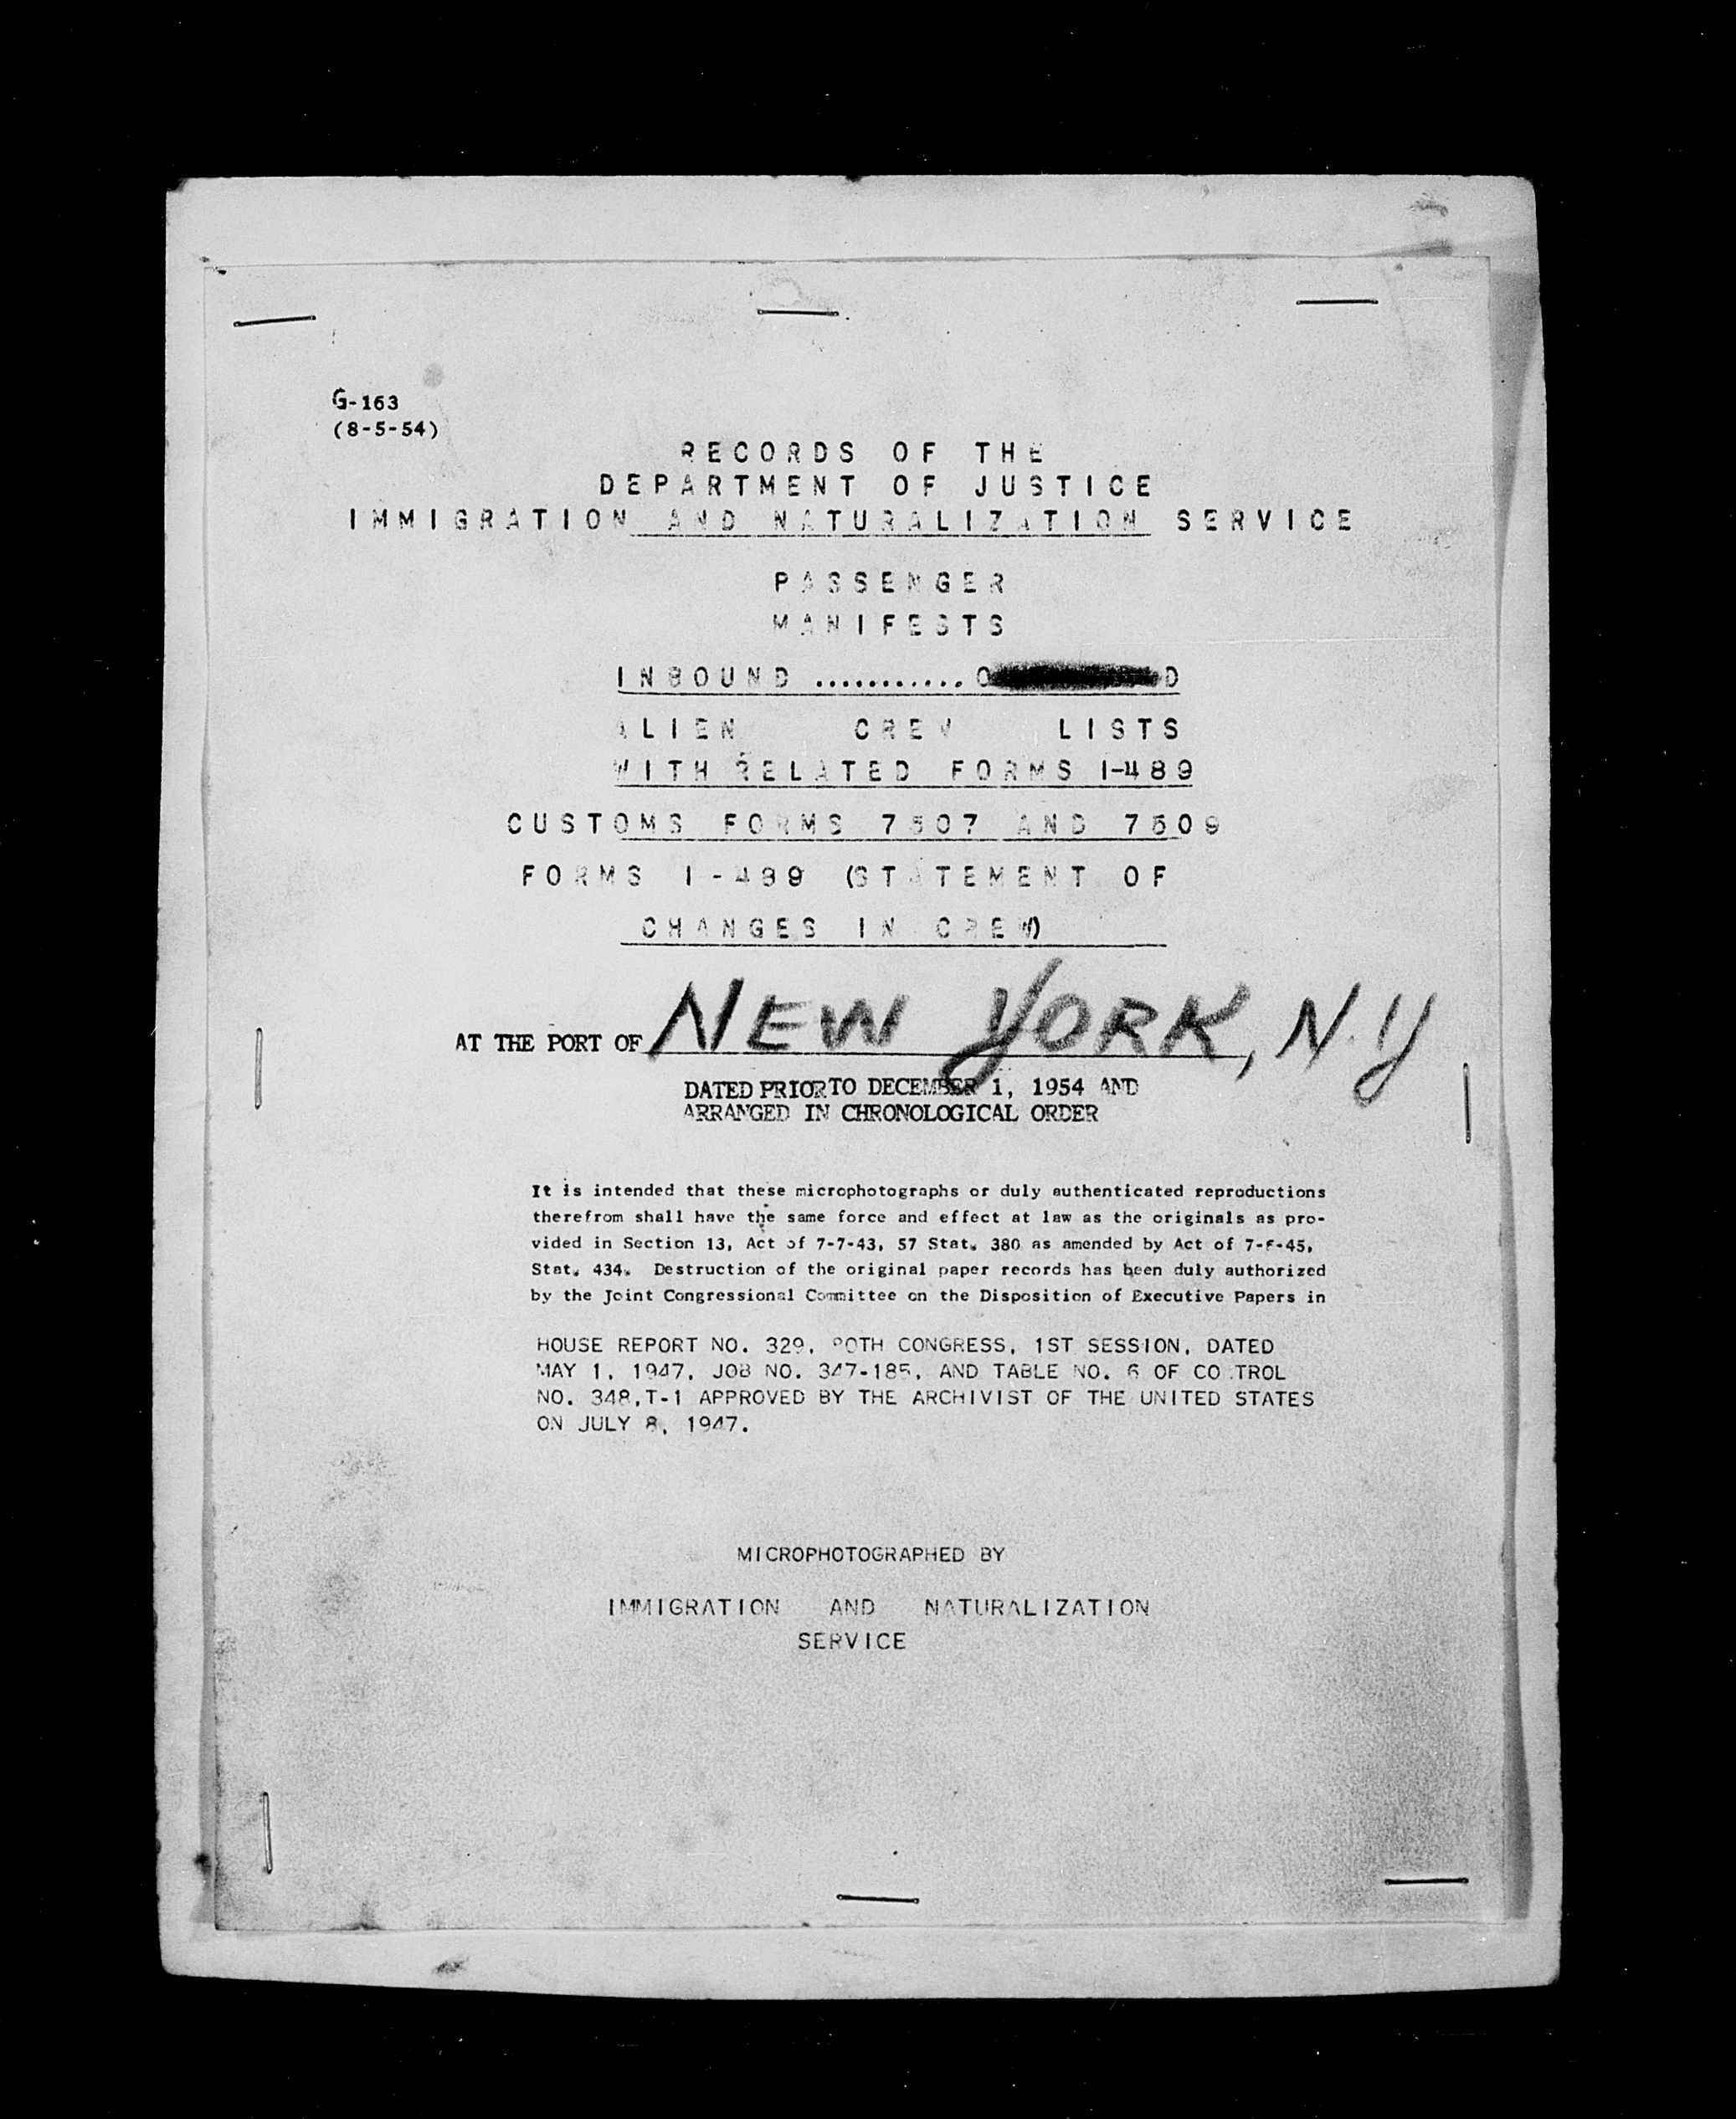 G-163
(8-5-54)
RECORDS OF THE
DEPARTMENT OF JUSTICE
IMMIGRATION AND NATURALIZATION SERVICE
PASSENGER
MANIFESTS
INBOUND ...........
ALIEN CREW LISTS
WITH RELATED FORMS I-489
CUSTOMS FORMS 7507 AND 7509
FORMS I-489 (STATEMENT OF
CHANGES IN CREW)
AT THE PORT OF NEW YORK, N.Y
DATED PRIOR TO DECEMBER 1, 1954 AND
ARRANGED IN CHRONOLOGICAL ORDER
It is intended that these microphotographs or duly authenticated reproductions
therefrom shall have the same force and effect at law as the originals as pro-
vided in Section 13, Act of 7-7-43, 57 Stat. 380 as amended by Act of
Stat. 434. Destruction of the original paper records has been duly authorized
by the Joint Congressional Committee on the Disposition of Executive Papers in
HOUSE REPORT NO. 329, 80TH CONGRESS, 1ST SESSION, DATED
MAY 1, 1947, JOB NO. 347-185, AND TABLE NO. 6 OF CO TROL
NO. 348,T-1 APPROVED BY THE ARCHIVIST OF THE UNITED STATES
ON JULY 8, 1947.
MICROPHOTOGRAPHED BY
IMMIGRATION AND NATURALIZATION
SERVICE